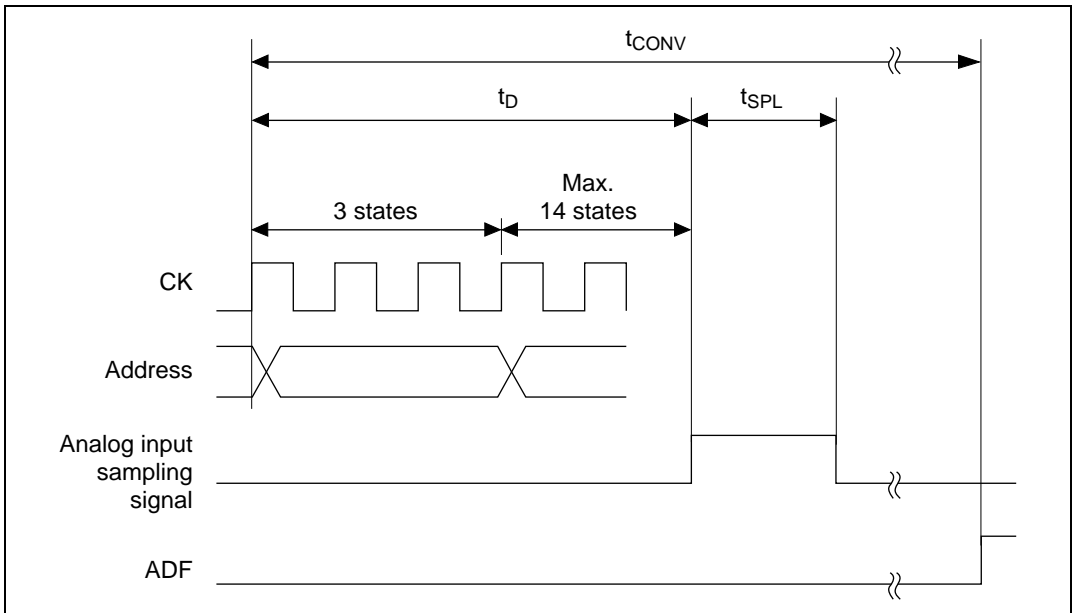 tCONV
tD
tSPL
Max.
3 states
14 states
CK
Address
Analog input
sampling
signal
ADF